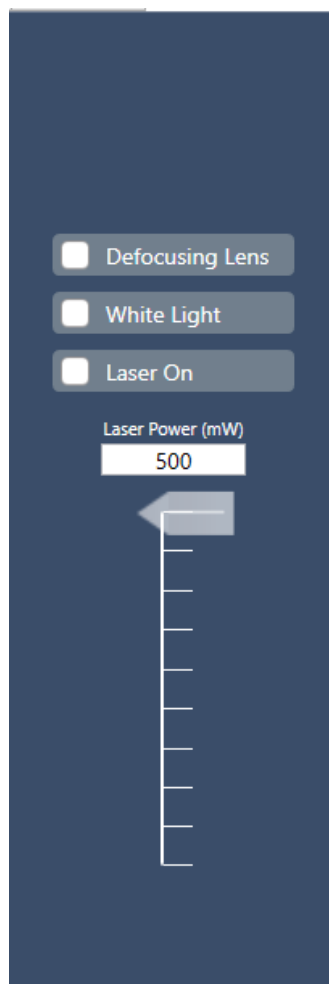 Defocusing Lens
White Light
Laser On
Laser Power (mW)
500